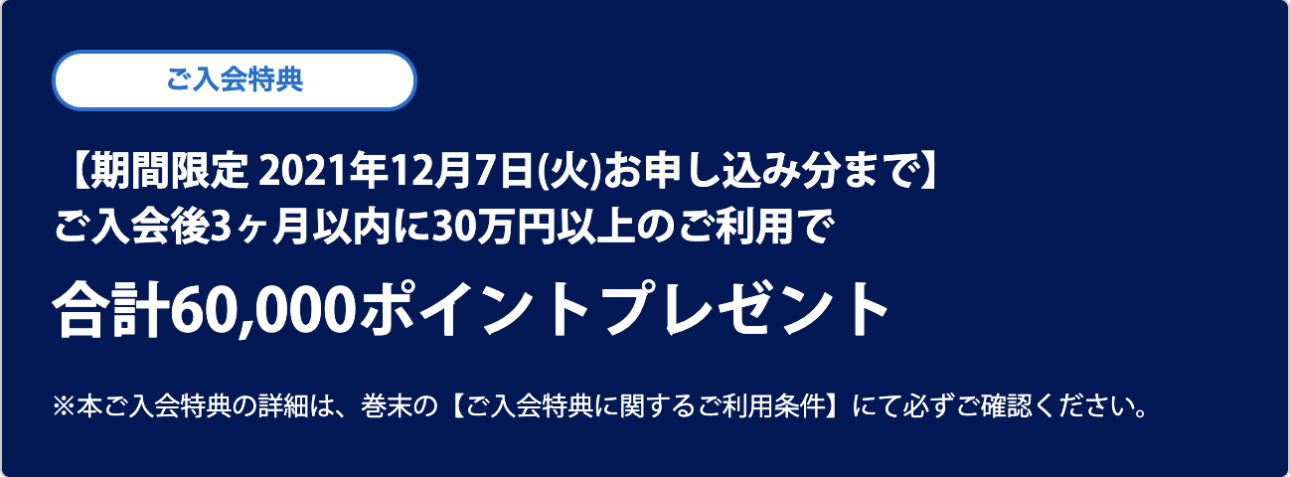 ご入会特典
【期間限定 2021年12月7日(火)お申し込み分まで】
ご入会後3ヶ月以内に30万円以上のご利用で
合計60,000ポイントプレゼント
※本ご入会特典の詳細は、巻末の【ご入会特典に関するご利用条件】にて必ずご確認ください。